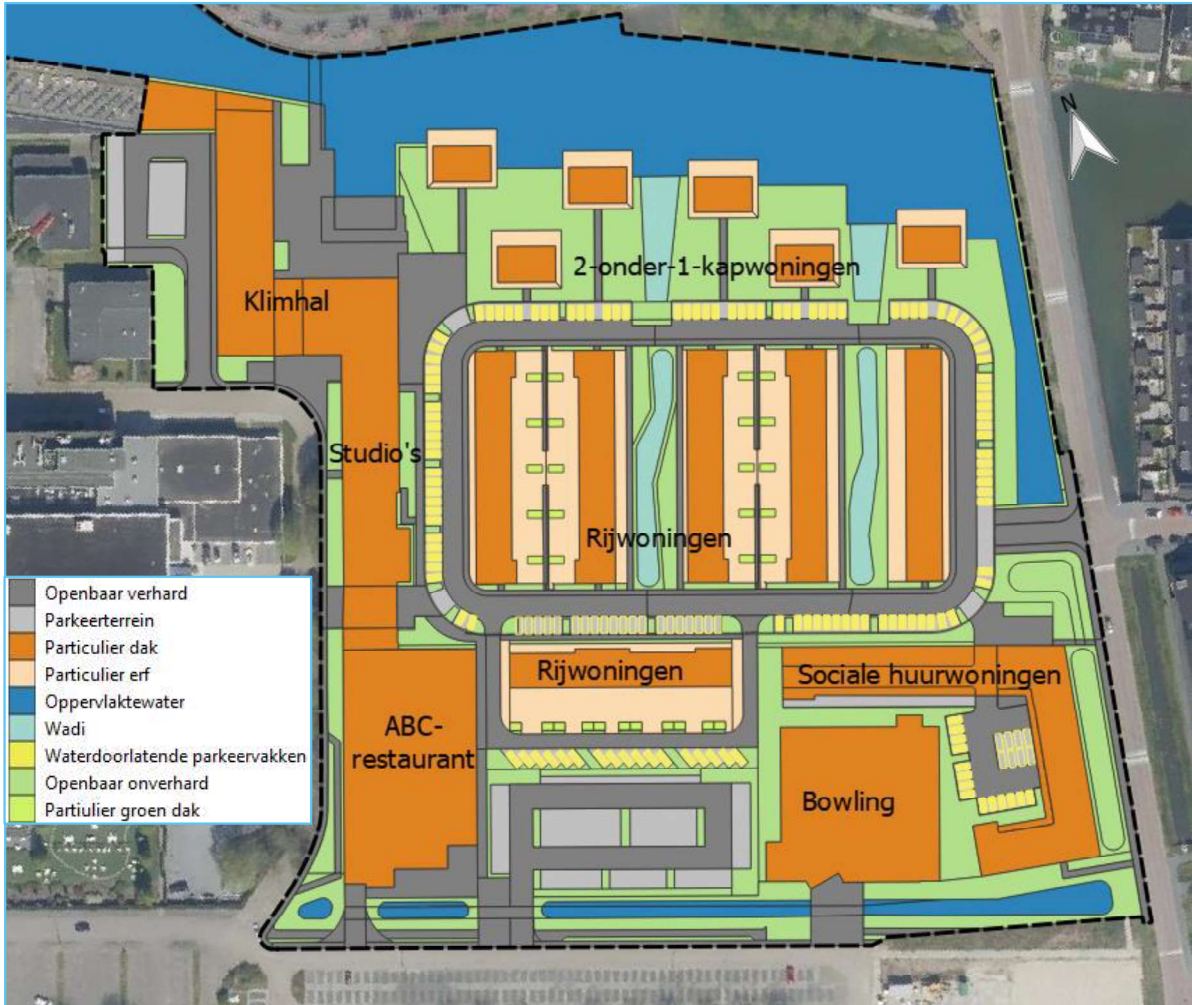 N
2-onder-1-kapwoningen
Klimhal
Studio's
Rijwoningen
Rijwoningen
Sociale huurwoningen
ABC-
restaurant
Bowling
Openbaar verhard
Parkeerterrein
Particulier dak
Particulier erf
Oppervlaktewater
Wadi
Waterdoorlatende parkeervakken
Openbaar onverhard
Partiulier groen dak